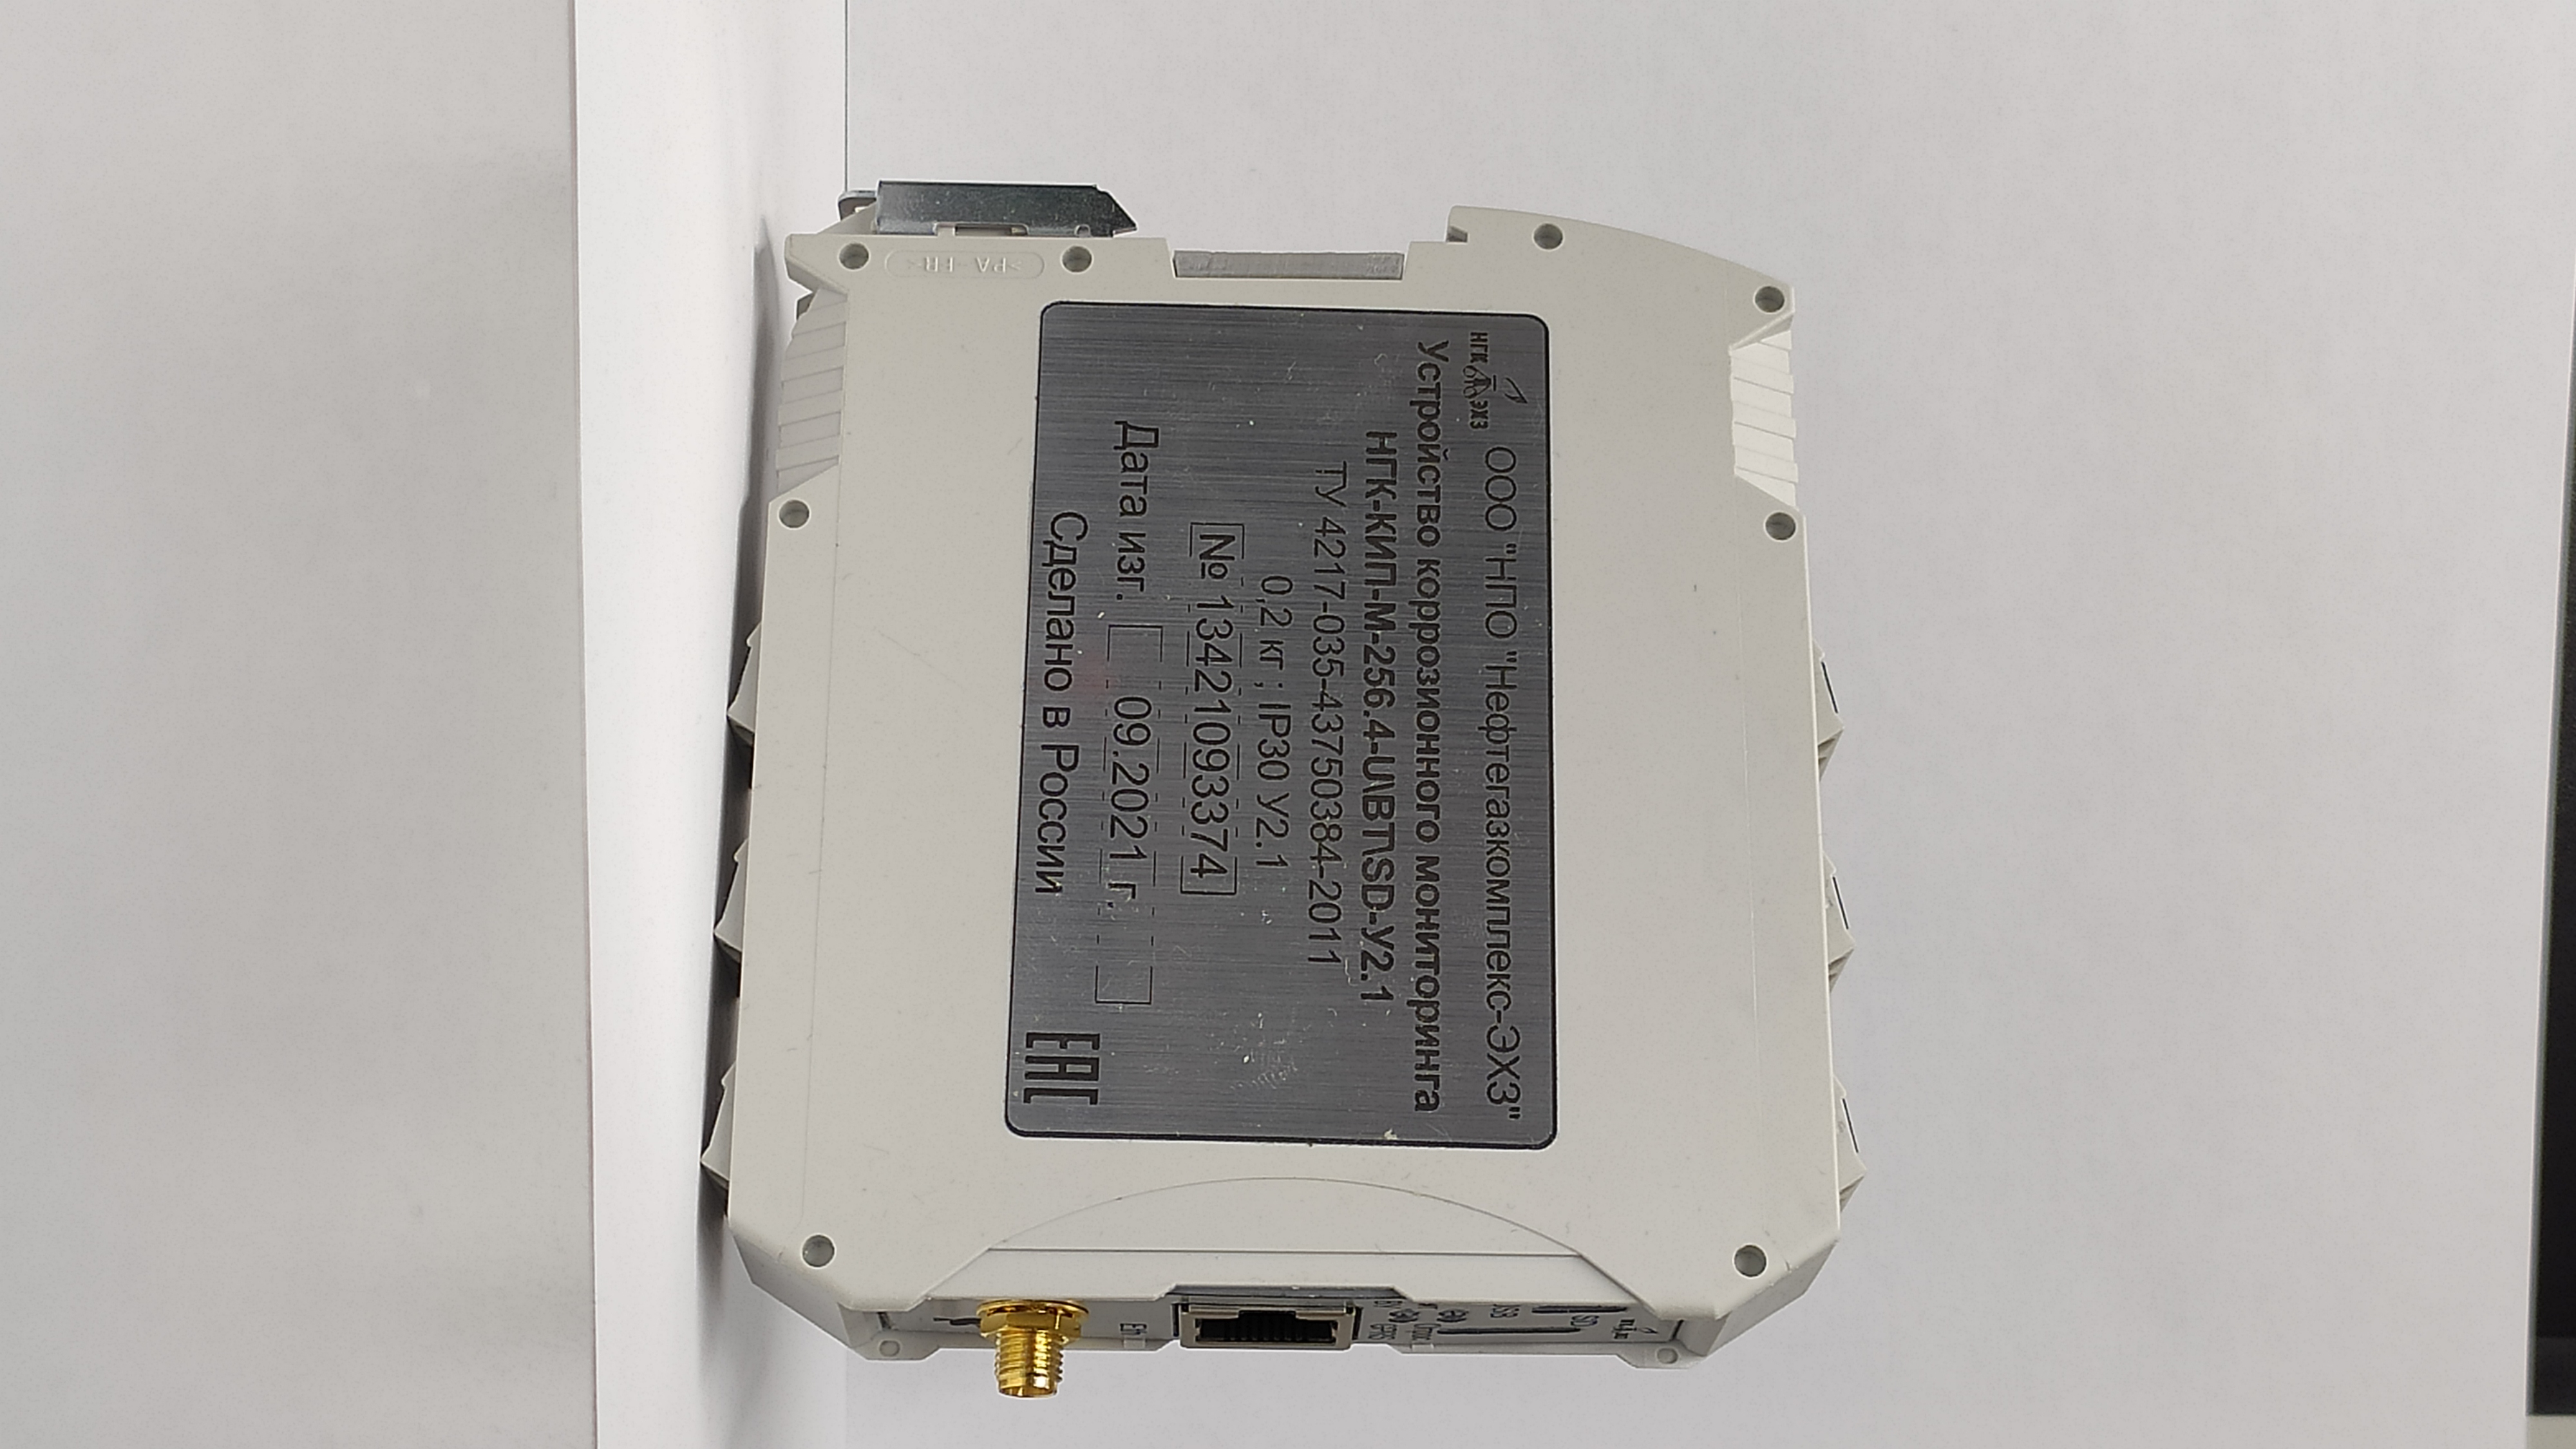 НГК ЭХЗ ООО "НПО "Нефтегазкомплекс-ЭХЗ"
Устройство коррозионного мониторинга
НГК-КИП-М-256.4-U\BT\SD-У2.1
ТУ 4217-035-43750384-2011
0,2 кг ; IP30 У2.1
№ 13421093374
Дата изг. 09.2021 г.
Сделано в России
EAC
>PA-FR<
SD
GPRS
Eth